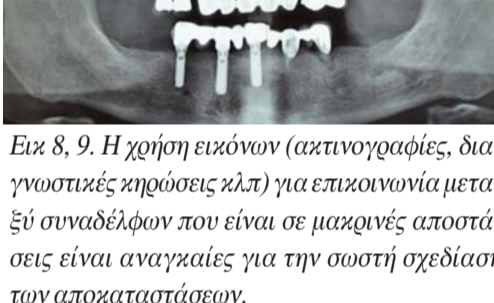 Εικ 8, 9. Η χρήση εικόνων (ακτινογραφίες, δια
γνωστικές κηρώσεις κλπ) για επικοινωνία μετα
ξύ συναδέλφων που είναι σε μακρινές αποστά
σεις είναι αναγκαίες για την σωστή σχεδίασ
των αποκαταστάσεων.